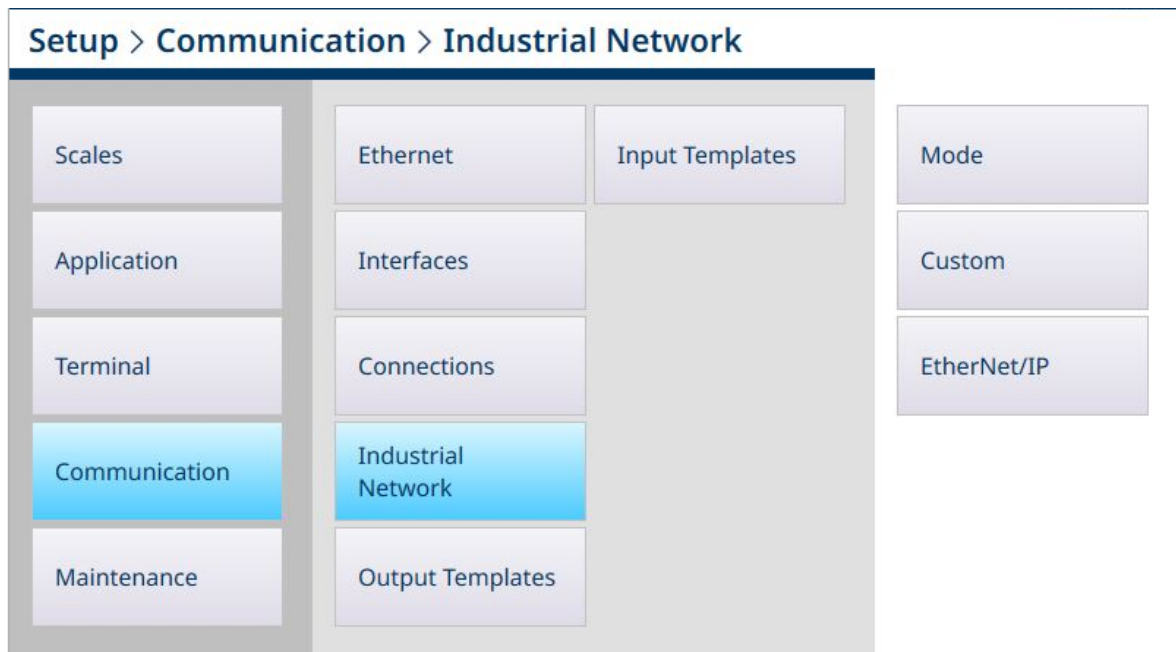 Setup > Communication > Industrial Network
Scales
Application
Terminal
Communication
Maintenance
Ethernet
Interfaces
Connections
Industrial
Network
Output Templates
Input Templates
Mode
Custom
EtherNet/IP